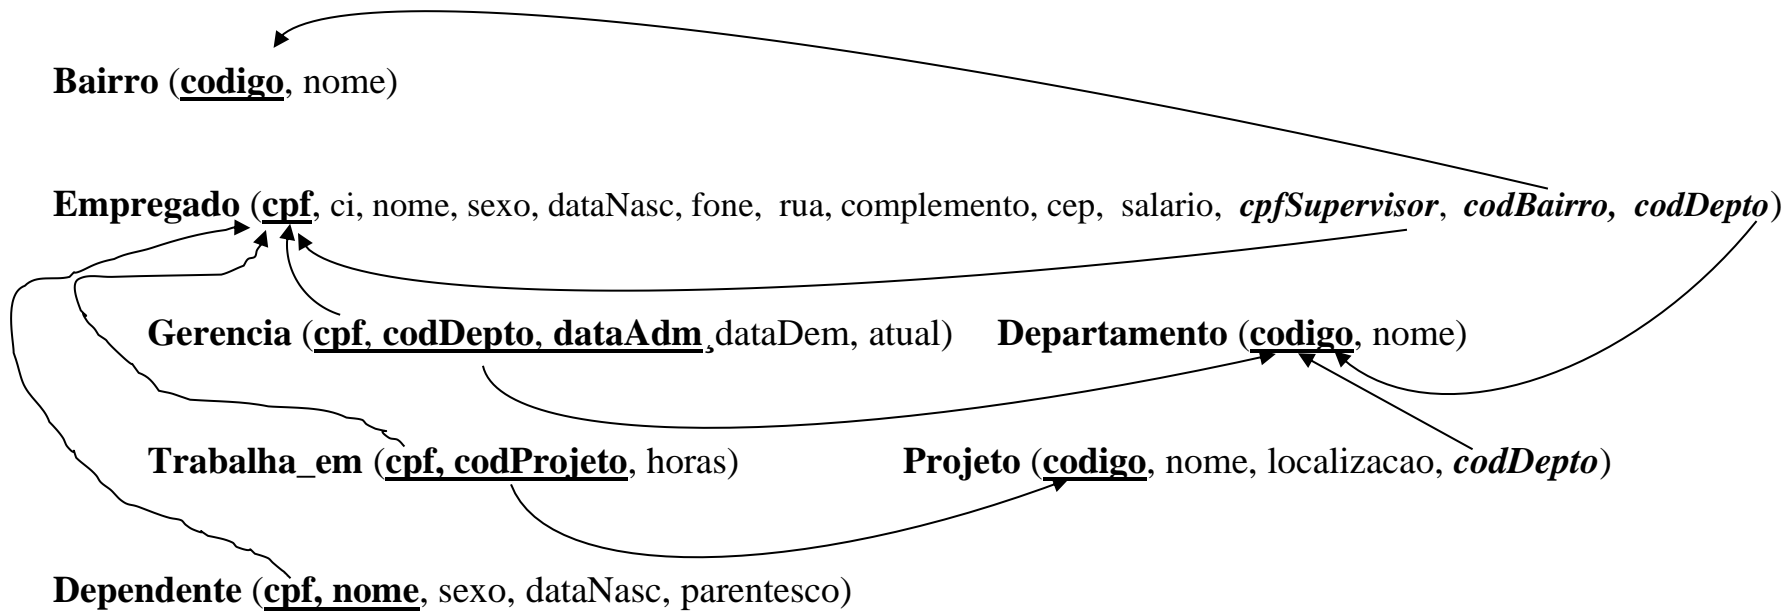 Bairro (codigo, nome)
Empregado (cpf, ci, nome, sexo, dataNasc, fone, rua, complemento, cep, salario, cpfSupervisor, codBairro, codDepto)
Gerencia (cpf, codDepto, dataAdm¸dataDem, atual) Departamento (codigo, nome)
Trabalha_em (cpf, codProjeto, horas) Projeto (codigo, nome, localizacao, codDepto)
Dependente (cpf, nome, sexo, dataNasc, parentesco)